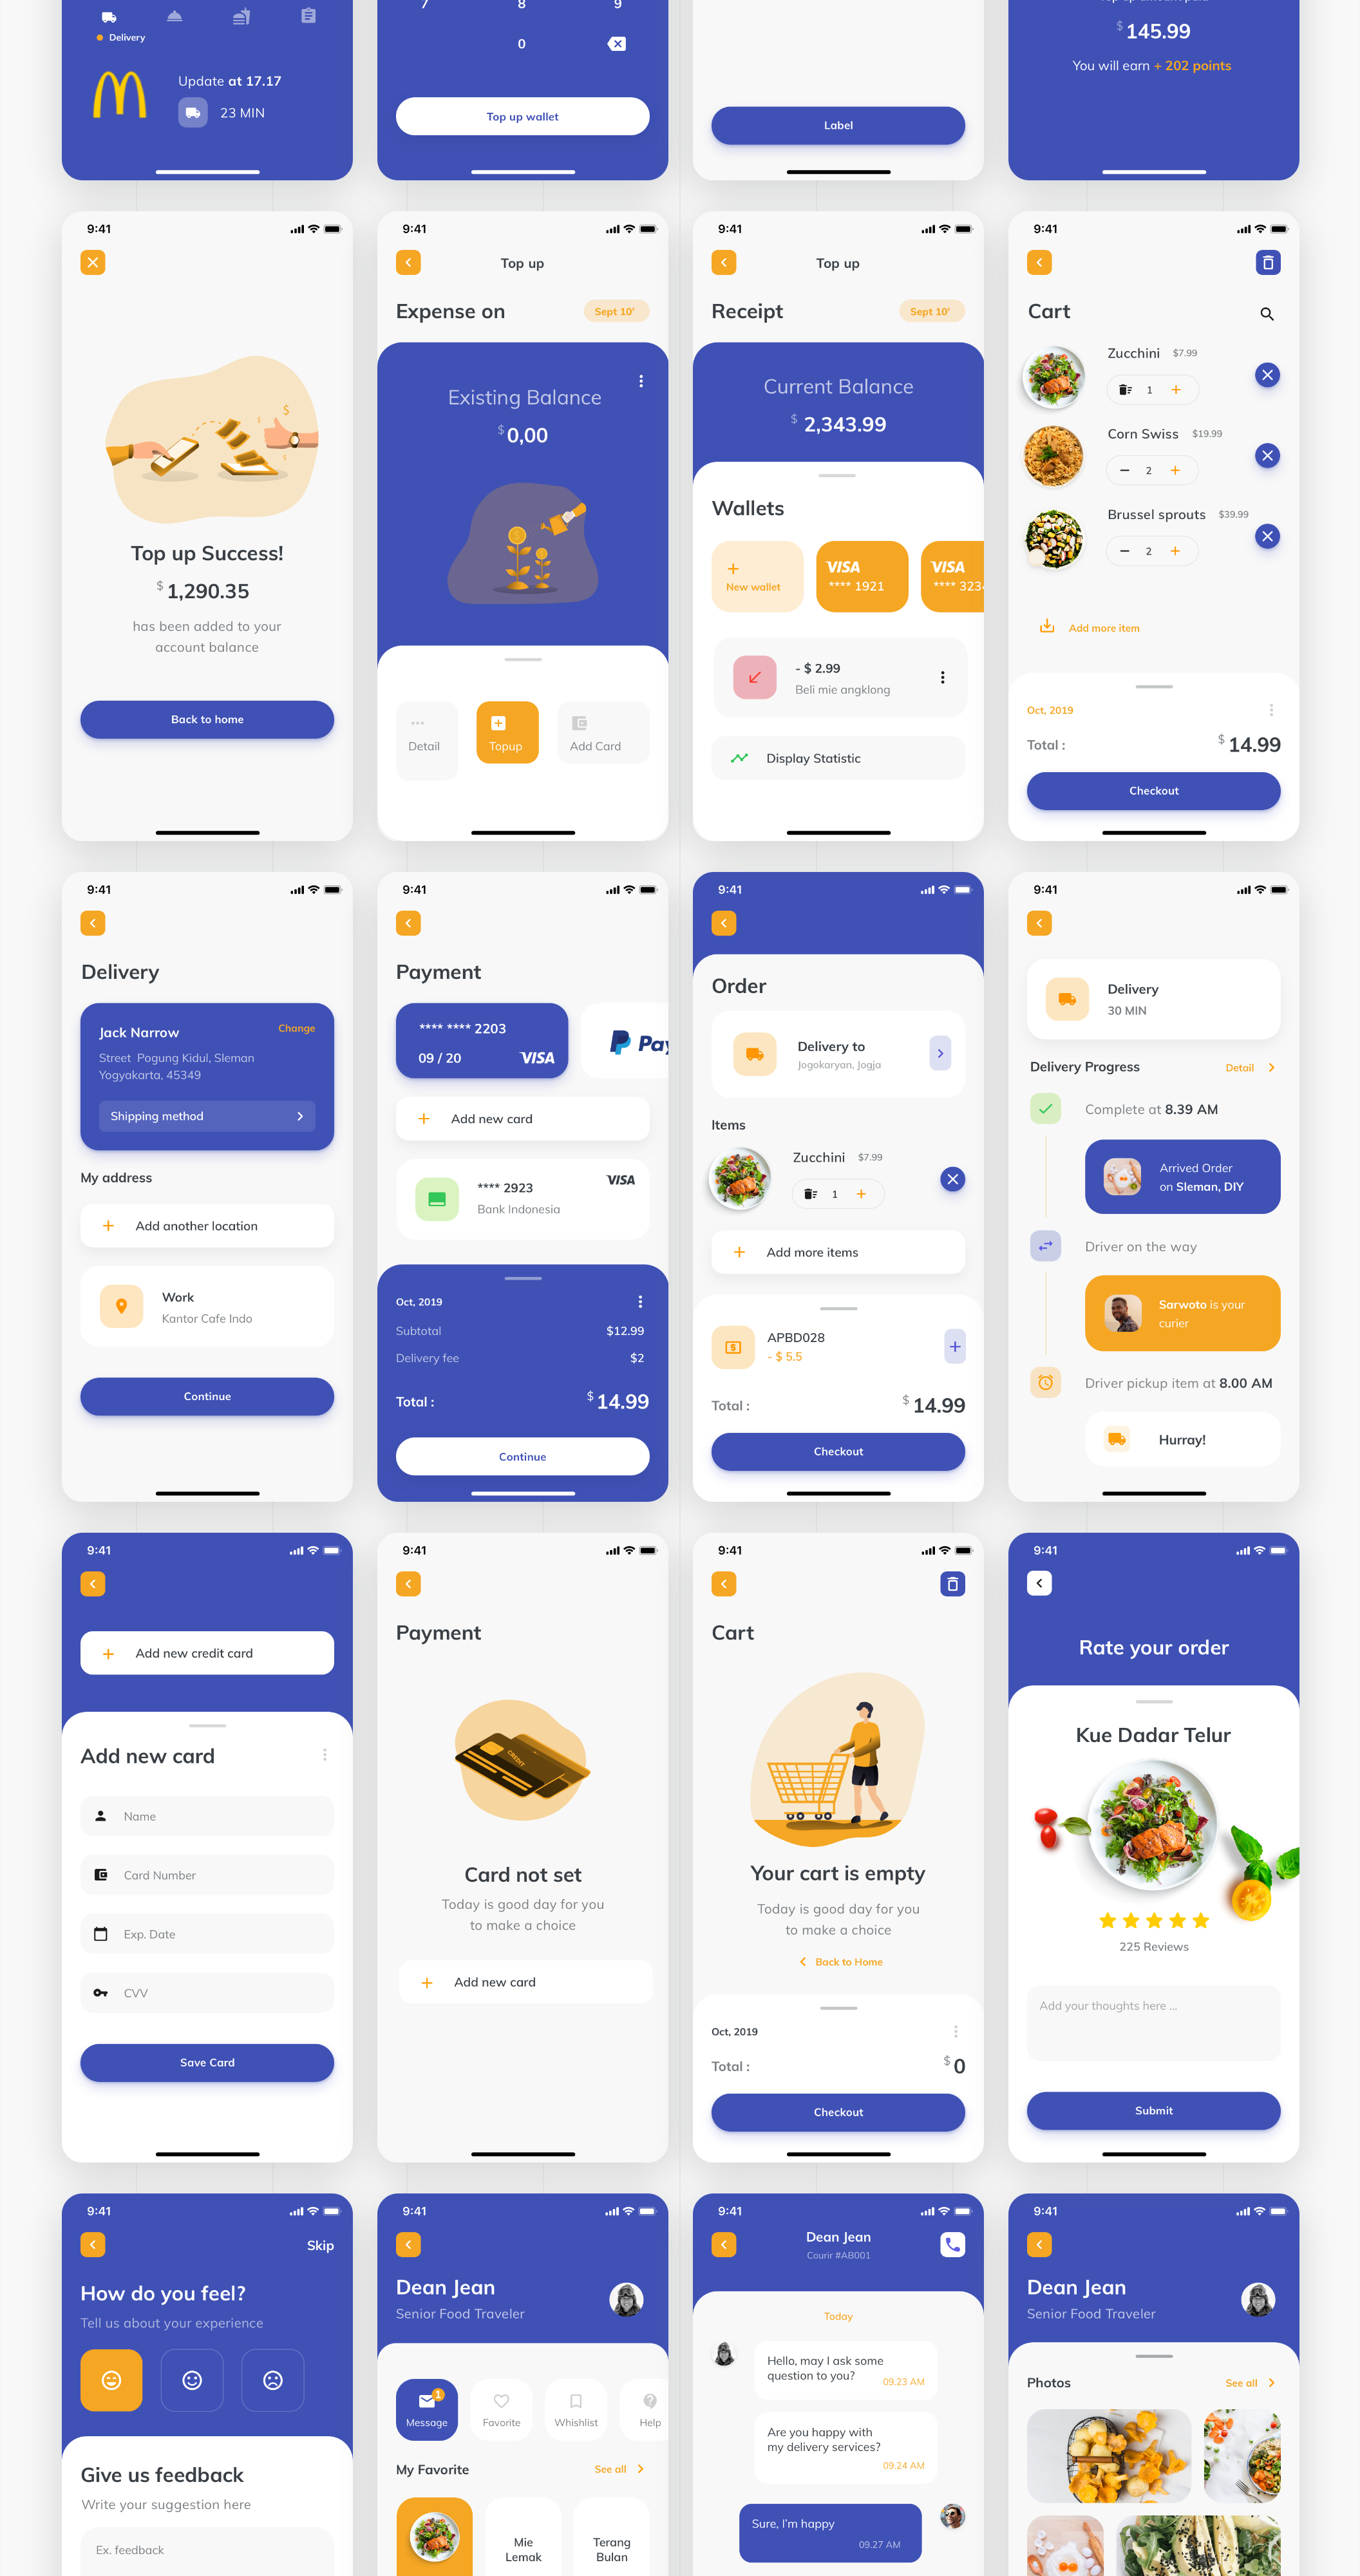 Delivery
Update at 17.17
23 MIN
7 8 9
0
Top up wallet
Label
$ 145.99
You will earn + 202 points
9:41
Top up Success!
$ 1,290.35
has been added to your
account balance
Back to home
9:41
Top up
Expense on
Sept 10'
Existing Balance
$ 0,00
Detail
Topup
Add Card
9:41
Top up
Receipt
Sept 10'
Current Balance
$ 2,343.99
Wallets
New wallet
VISA
**** 1921
VISA
**** 323
- $ 2.99
Beli mie angklong
Display Statistic
9:41
Cart
Zucchini $7.99
1
Corn Swiss $19.99
2
Brussel sprouts $39.99
2
Add more item
Oct, 2019
Total : $ 14.99
Checkout
9:41
Delivery
Jack Narrow
Change
Street Pogung Kidul, Sleman
Yogyakarta, 45349
Shipping method
My address
Add another location
Work
Kantor Cafe Indo
Continue
9:41
Payment
**** **** 2203
09 / 20 VISA
Pay
Add new card
VISA
**** 2923
Bank Indonesia
Oct, 2019
Subtotal $12.99
Delivery fee $2
Total : $ 14.99
Continue
9:41
Order
Delivery to
Jogokaryan, Jogja
Items
Zucchini $7.99
1
Add more items
APBD028
- $ 5.5
Total : $ 14.99
Checkout
9:41
Delivery
30 MIN
Delivery Progress
Detail
Complete at 8.39 AM
Arrived Order
on Sleman, DIY
Driver on the way
Sarwoto is your
curier
Driver pickup item at 8.00 AM
Hurray!
9:41
Add new credit card
Add new card
Name
Card Number
Exp. Date
CVV
Save Card
9:41
Payment
CREDIT
Card not set
Today is good day for you
to make a choice
Add new card
9:41
Cart
Your cart is empty
Today is good day for you
to make a choice
Back to Home
Oct, 2019
Total : $ 0
Checkout
9:41
Rate your order
Kue Dadar Telur
225 Reviews
Add your thoughts here ...
Submit
9:41
Skip
How do you feel?
Tell us about your experience
Give us feedback
Write your suggestion here
Ex. feedback
9:41
Dean Jean
Senior Food Traveler
1
Message
Favorite
Whishlist
Help
My Favorite
See all
Mie
Lemak
Terang
Bulan
9:41
Dean Jean
Courir #AB001
Today
Hello, may I ask some
question to you?
09.23 AM
Are you happy with
my delivery services?
09.24 AM
Sure, I'm happy
09.27 AM
9:41
Dean Jean
Senior Food Traveler
Photos
See all